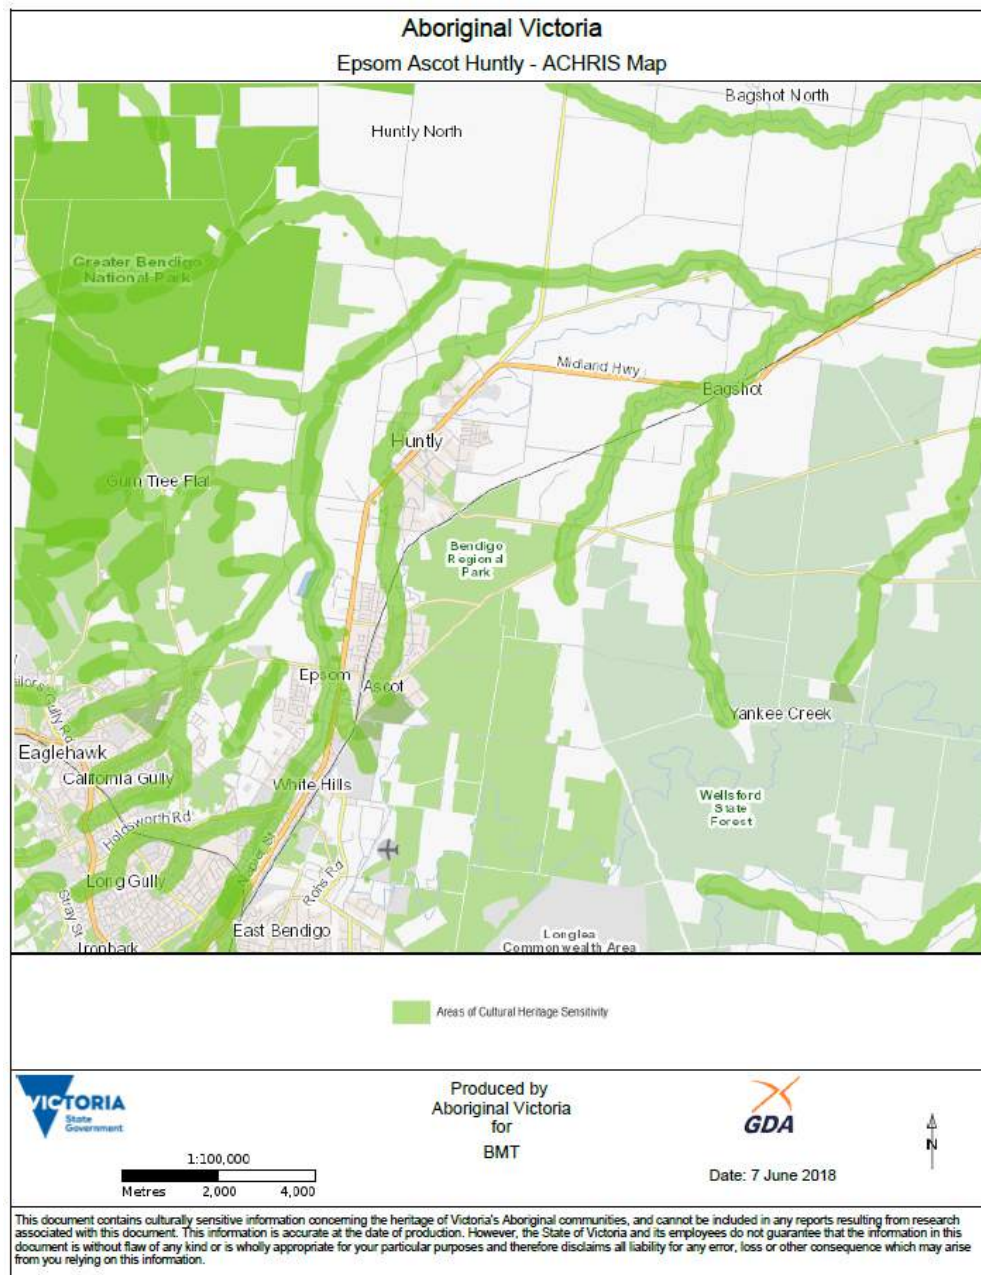 Aboriginal Victoria
Epsom Ascot Huntly - ACHRIS Map
Bagshot North
Huntly North
Greater Bendigo
National Park
Midland Hwy
Bagshot
Huntly
Gum Tree Flat
Bendigo
Regional
Park
Epsom
Ascot
Gully Rd
Yankee Creek
Eaglehawk
California Gully
White Hills
Wellsford
State
Forest
Holdsworth Rd
Napier St
Long Gully
Rohs Rd
Stray St
East Bendigo
Ironbark
Longlea
Commonwealth Area
Areas of Cultural Heritage Sensitivity
VICTORIA
State
Government
Produced by
Aboriginal Victoria
for
BMT
GDA
N
1:100,000
Metres 2,000 4,000
Date: 7 June 2018
This document contains culturally sensitive information concerning the heritage of Victoria's Aboriginal communities, and cannot be included in any reports resulting from research
associated with this document. This information is accurate at the date of production. However, the State of Victoria and its employees do not guarantee that the information in this
document is without flaw of any kind or is wholly appropriate for your particular purposes and therefore disclaims all liability for any error, loss or other consequence which may arise
from you relying on this information.